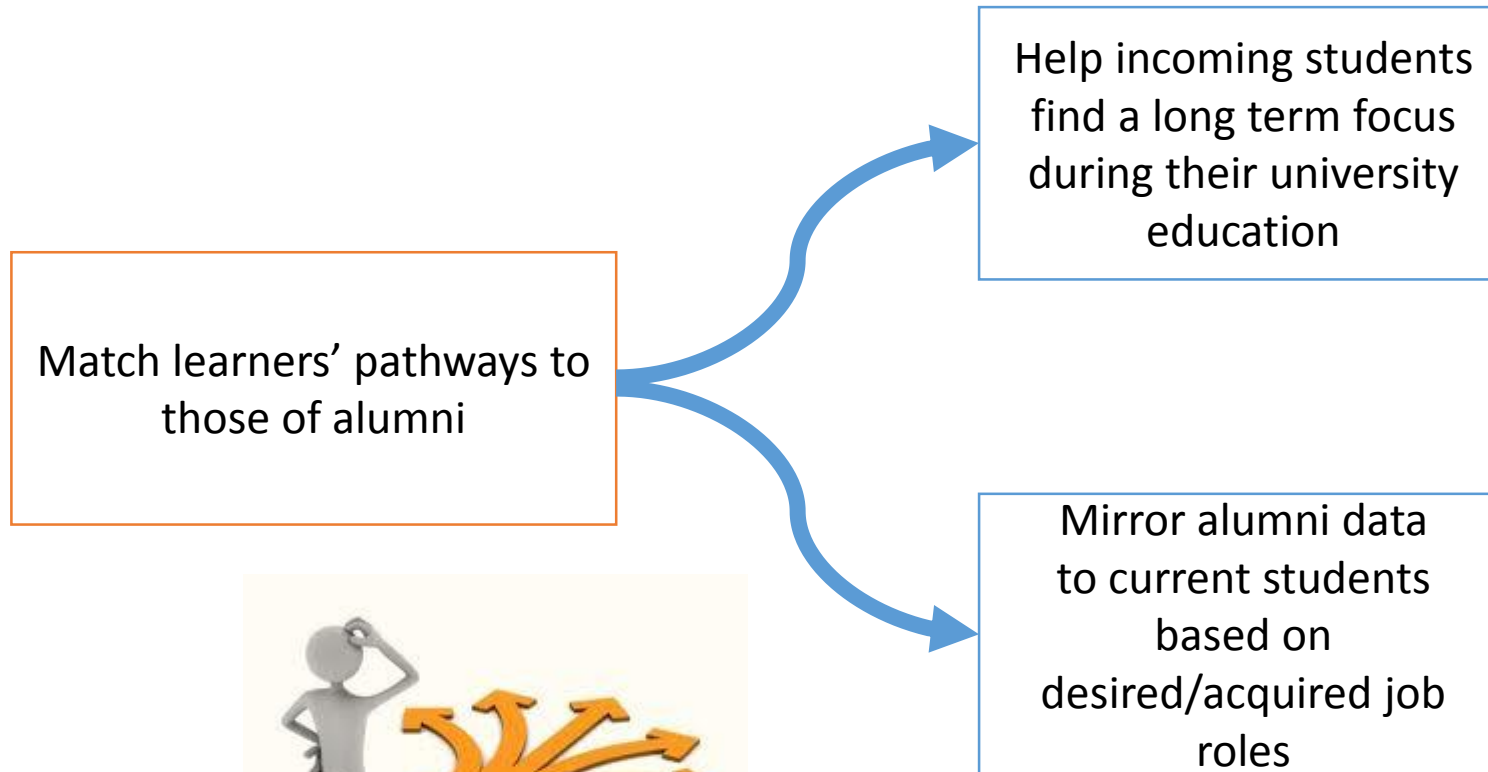 Help incoming students
find a long term focus
during their university
education
Match learners’ pathways to
those of alumni
Mirror alumni data
to current students
based on
desired/acquired job
roles